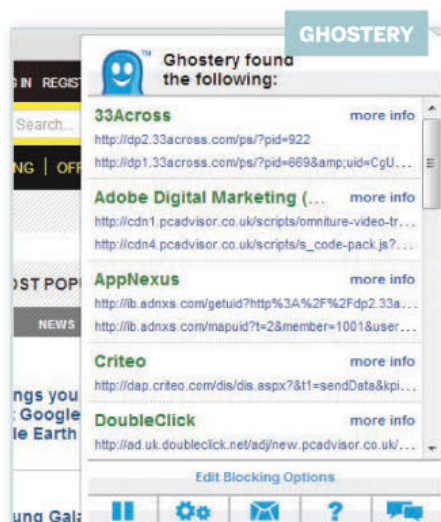 GHOSTERY
Ghostery found
the following:
TM
IN REGIS
Search...
NG | OFF
OST POPU
NEWS
ngs you
t Google
le Earth
ung Gala
33Across more info
http://dp2.33across.com/ps/?pid=922
http://dp1.33across.com/ps/?pid=669&amp;uid=CgU...
Adobe Digital Marketing (... more info
http://cdn1.pcadvisor.co.uk/scripts/omniture-video-tr...
http://cdn4.pcadvisor.co.uk/scripts/s_code-pack.js?...
AppNexus more info
http://ib.adnxs.com/getuid?http%3A%2F%2Fdp2.33a...
http://ib.adnxs.com/mapuid?t=2&member=1001&user...
Criteo more info
http://dap.criteo.com/dis/dis.aspx?&t1=sendData&kpi...
DoubleClick more info
http://ad.uk.doubleclick.net/adj/new.pcadvisor.co.uk/...
Edit Blocking Options
?